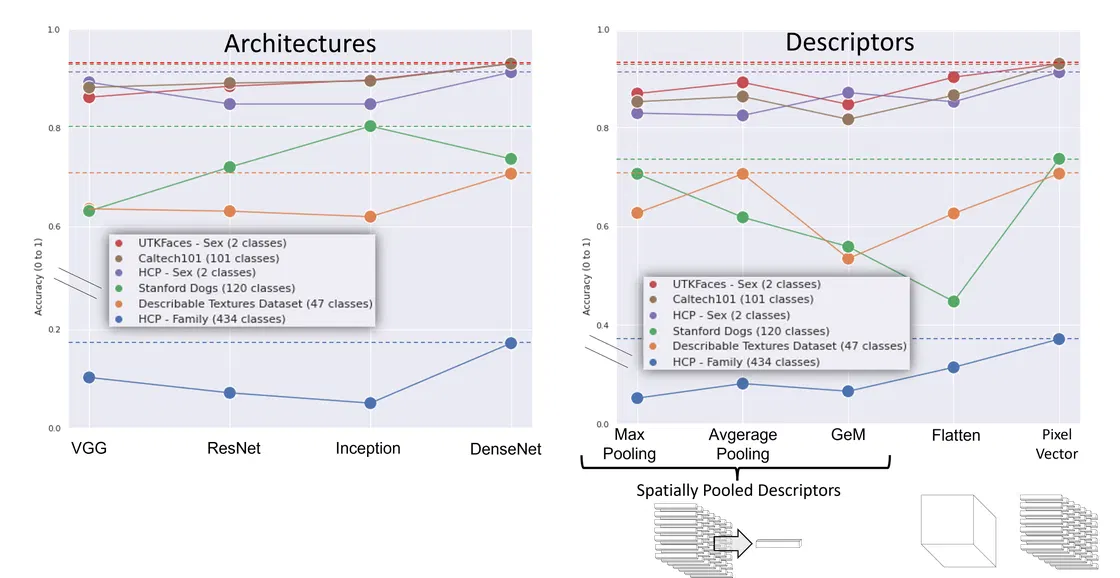 Architectures
1.0
0.8
0.6
0.2
0.0
Accuracy (0 to 1)
UTKFaces - Sex (2 classes)
Caltech101 (101 classes)
HCP - Sex (2 classes)
Stanford Dogs (120 classes)
Describable Textures Dataset (47 classes)
HCP - Family (434 classes)
VGG
ResNet
Inception
DenseNet
Descriptors
1.0
0.8
0.6
0.4
0.0
Accuracy (0 to 1)
UTKFaces - Sex (2 classes)
Caltech101 (101 classes)
HCP - Sex (2 classes)
Stanford Dogs (120 classes)
Describable Textures Dataset (47 classes)
HCP - Family (434 classes)
Max
Pooling
Avgerage
Pooling
GeM
Flatten
Pixel
Vector
Spatially Pooled Descriptors